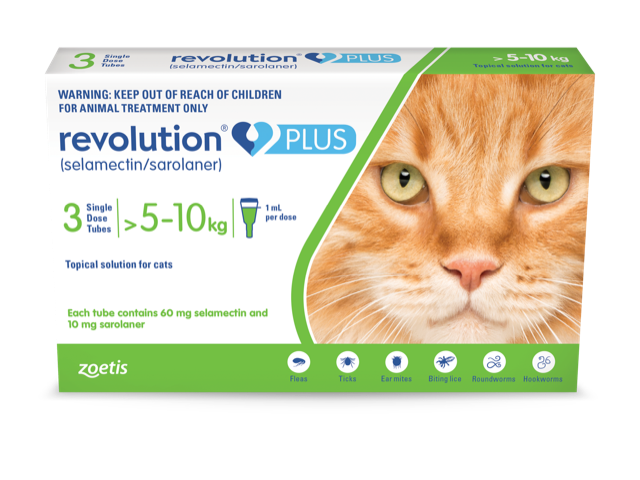 3 Single
Dose
Tubes
revolution PLUS
(selamectin/sarolaner)
> 5-10 kg
Topical solution for cats
WARNING: KEEP OUT OF REACH OF CHILDREN
FOR ANIMAL TREATMENT ONLY
revolution® PLUS
(selamectin/sarolaner)
3 Single
Dose
Tubes
>5-10kg
1 mL
per dose
Topical solution for cats
Each tube contains 60 mg selamectin and
10 mg sarolaner
zoetis
Fleas Ticks Ear mites Biting lice Roundworms Hookworms